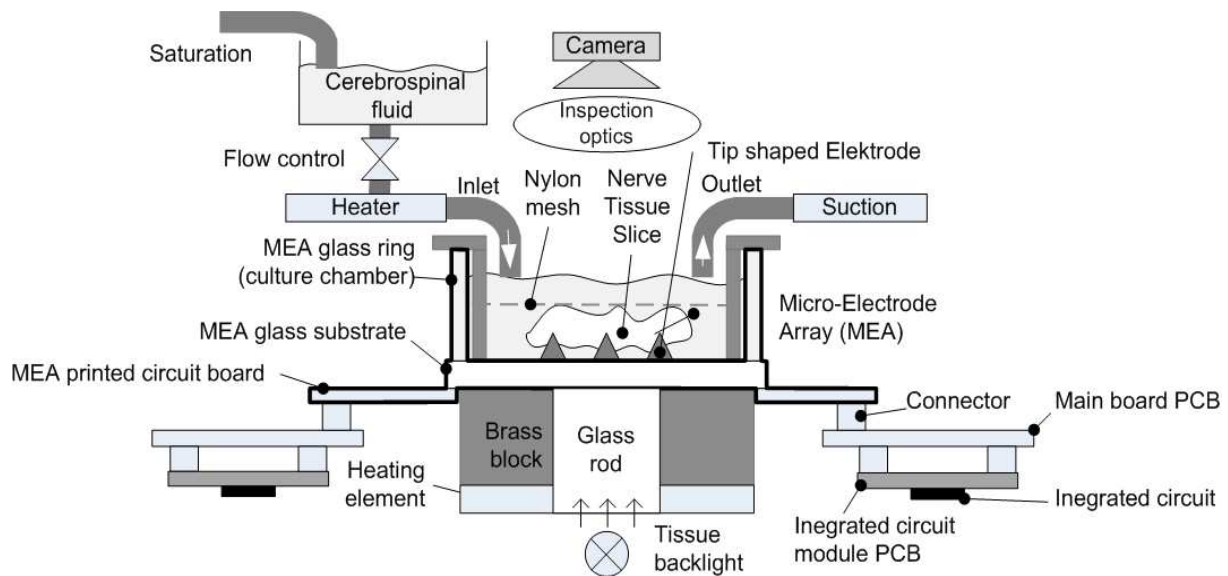 Saturation
Cerebrospinal
fluid
Camera
Inspection
optics
Flow control
Tip shaped Elektrode
Inlet
Nylon
mesh
Nerve
Tissue
Slice
Outlet
Heater
Suction
MEA glass ring
(culture chamber)
Micro-Electrode
Array (MEA)
MEA glass substrate
MEA printed circuit board
Connector
Main board PCB
Brass
block
Glass
rod
Heating
element
Inegrated circuit
Inegrated circuit
module PCB
Tissue
backlight